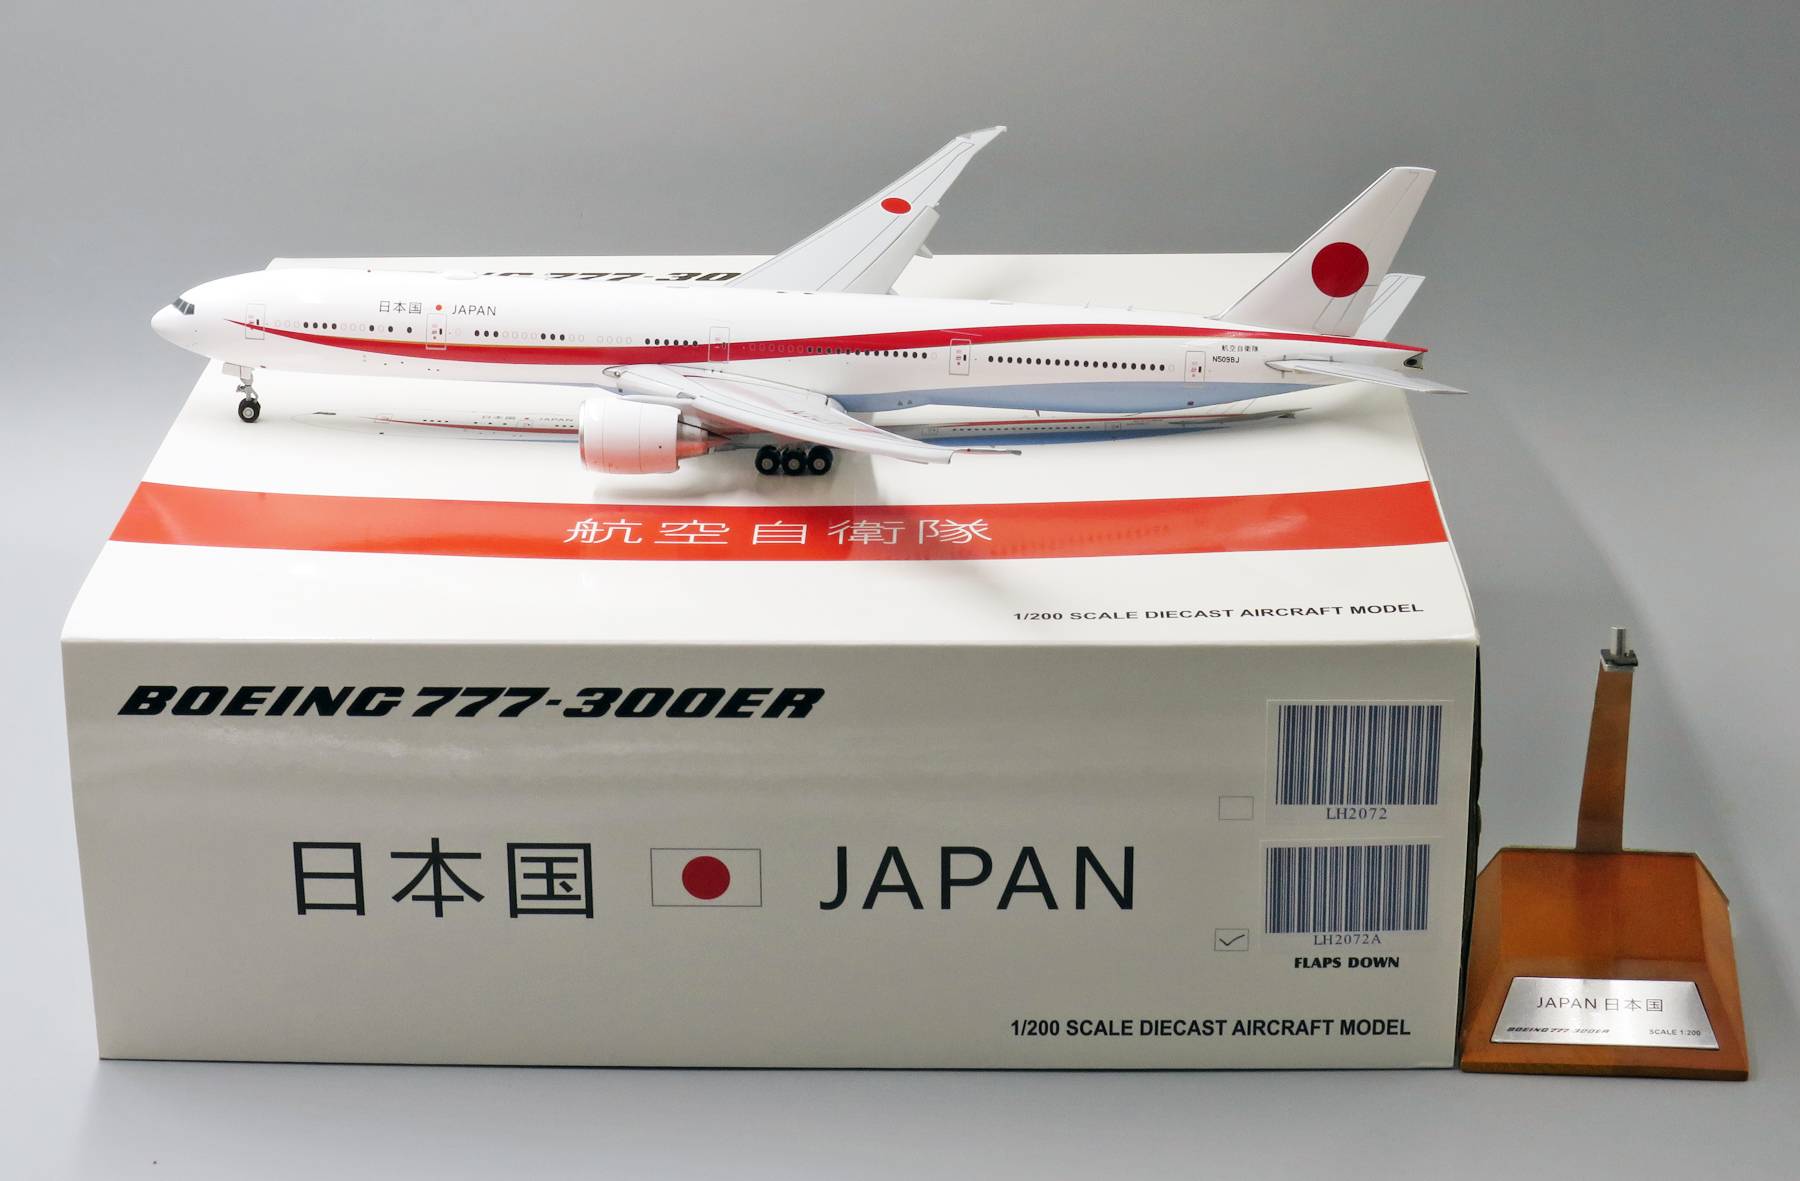 日本国 JAPAN
航空自衛隊
N509BJ
航空自衛隊
1/200 SCALE DIECAST AIRCRAFT MODEL
BOEING 777-300ER
LH2072
日本国 JAPAN
LH2072A
FLAPS DOWN
1/200 SCALE DIECAST AIRCRAFT MODEL
JAPAN 日本国
BOEING 777-300ER SCALE 1:200